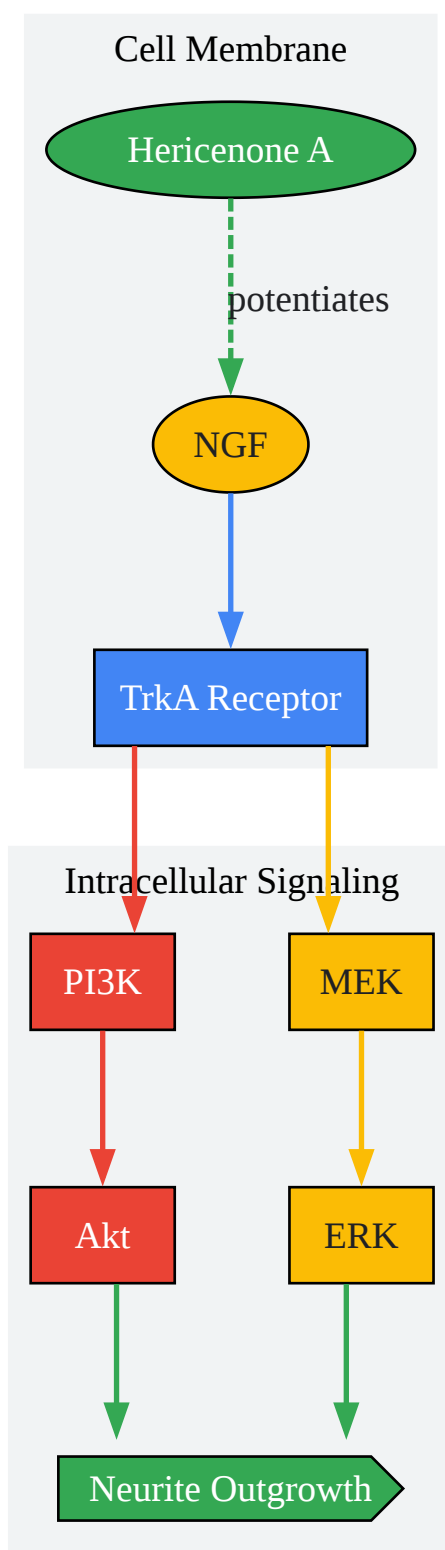 Cell Membrane
Hericenone A
potentiates
NGF
TrkA Receptor
Intracellular Signaling
PI3K
MEK
Akt
ERK
Neurite Outgrowth